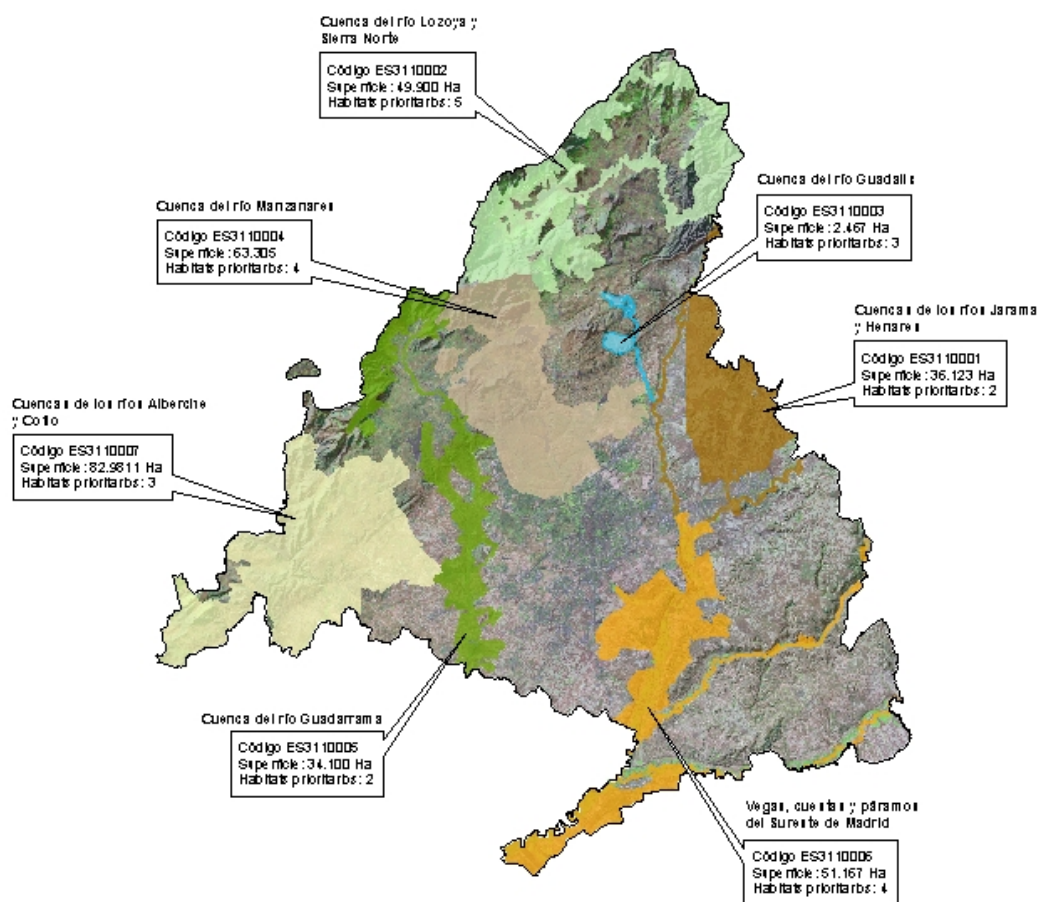 Cuenca del río Lozoya y
Sierra Norte
Código ES3110002
Superficie: 49.900 Ha
Habitats prioritarios: 5
Cuenca del río Manzanares
Código ES3110004
Superficie: 63.305
Habitats prioritarios: 4
Cuenca del río Guadalix
Código ES3110003
Superficie: 2.467 Ha
Habitats prioritarios: 3
Cuencas de los ríos Jarama
y Henares
Código ES3110001
Superficie: 36.123 Ha
Habitats prioritarios: 2
Cuencas de los ríos Alberche
y Cofio
Código ES3110007
Superficie: 82.9811 Ha
Habitats prioritarios: 3
Cuenca del río Guadarrama
Código ES3110005
Superficie: 34.100 Ha
Habitats prioritarios: 2
Vegas, cuestas y páramos
del Sureste de Madrid
Código ES3110006
Superficie: 51.167 Ha
Habitats prioritarios: 4